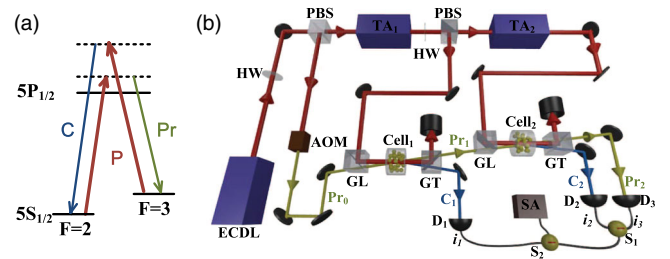 (a)
5P1/2
C
P
Pr
5S1/2
F=2
F=3
(b)
PBS
TA1
PBS
TA2
HW
HW
AOM
Cell1
Pr1
Cell2
GL
GT
GL
GT
Pr0
C1
C2
Pr2
ECDL
SA
D1
D2
D3
i1
i2
i3
S1
S2